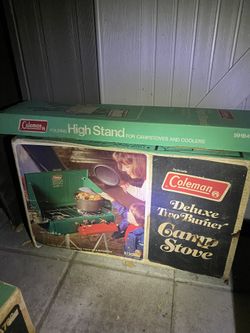 Coleman
FOLDING High Stand FOR CAMPSTOVES AND COOLERS
Coleman
Deluxe
Two Burner
Camp
Stove